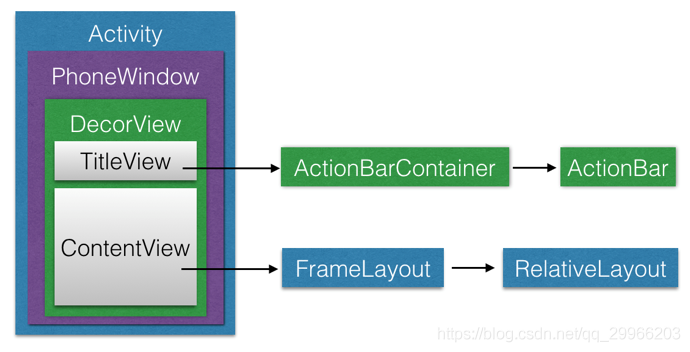 Activity
PhoneWindow
DecorView
TitleView
ActionBarContainer
ActionBar
ContentView
FrameLayout
RelativeLayout
https://blog.csdn.net/qq_29966203